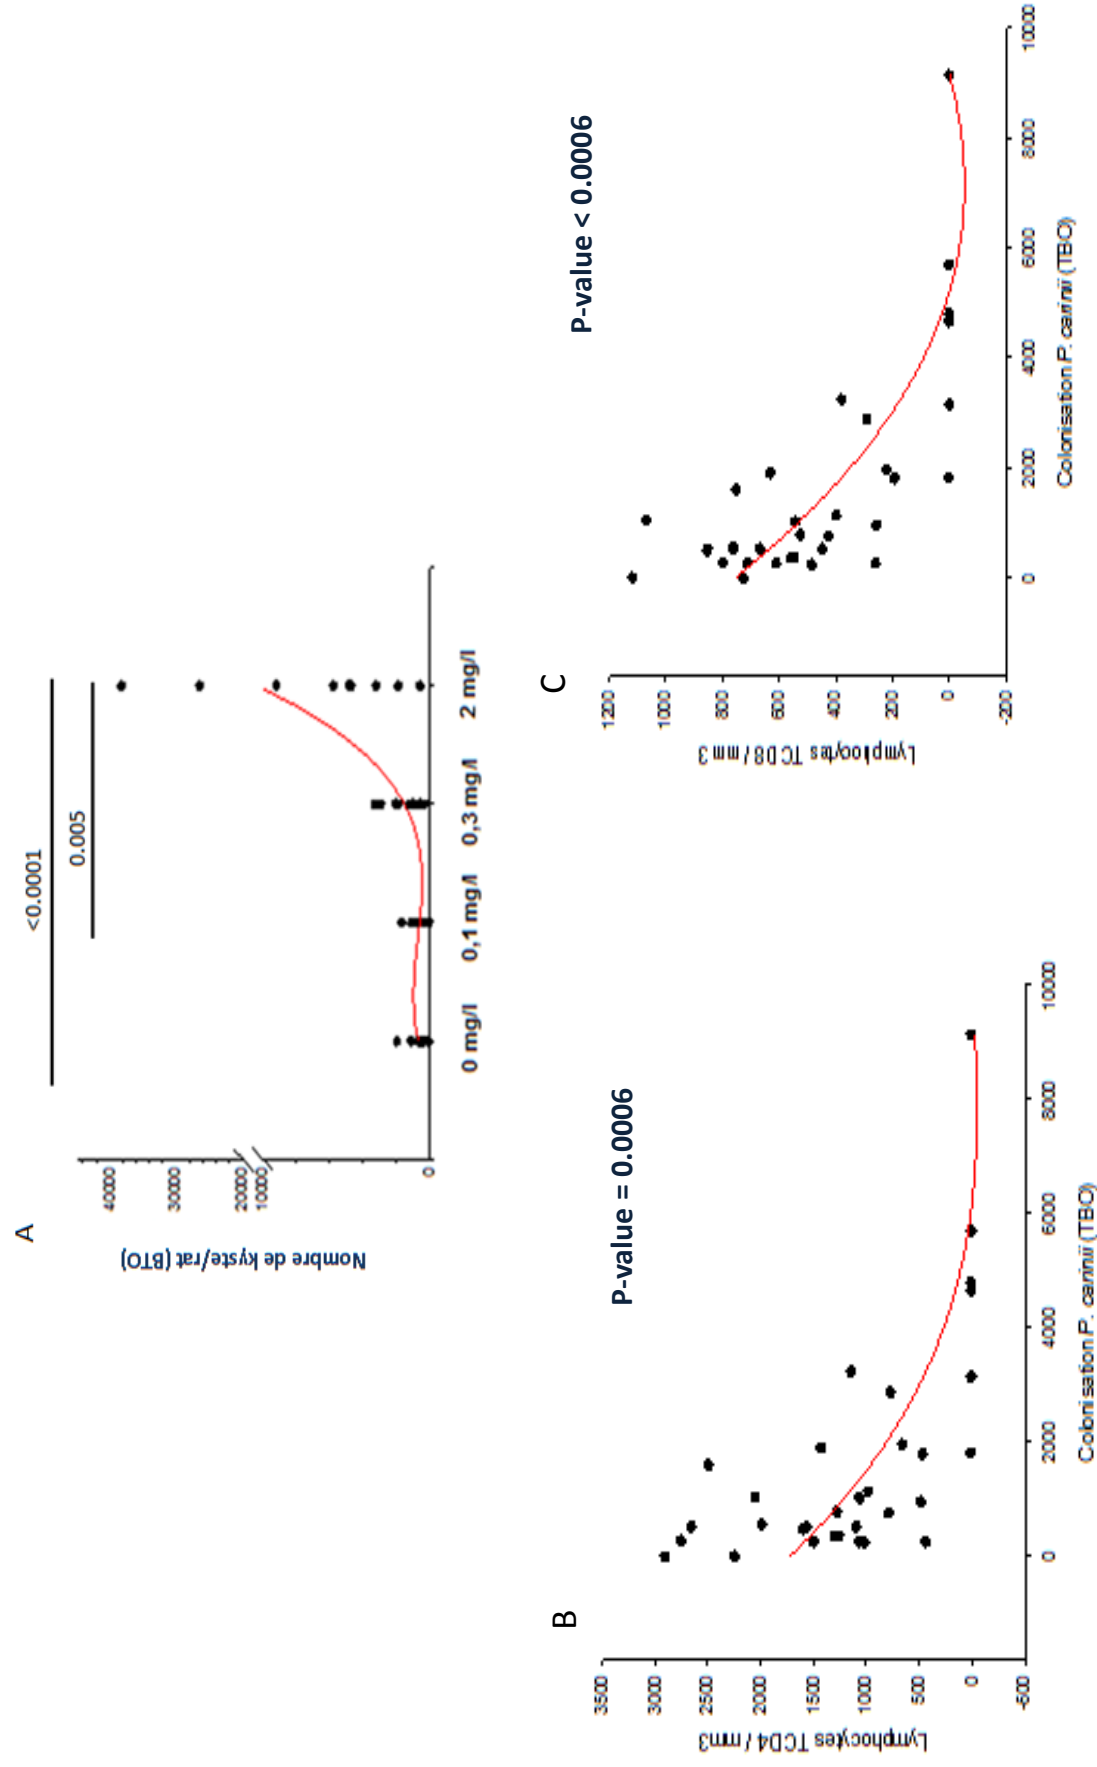 A
<0.0001
0.005
Nombre de kyste/rat (BTO)
40000
30000
20000
10000
0
0 mg/l
0,1 mg/l
0,3 mg/l
2 mg/l
B
P-value = 0.0006
Lymphocytes TCD4 / mm3
3500
3000
2500
2000
1500
1000
500
0
-500
0
2000
4000
6000
8000
10000
Colonisation P. carinii (TBO)
C
P-value < 0.0006
Lymphocytes TCD8 / mm3
1200
1000
800
600
400
200
0
-200
0
2000
4000
6000
8000
10000
Colonisation P. carinii (TBO)